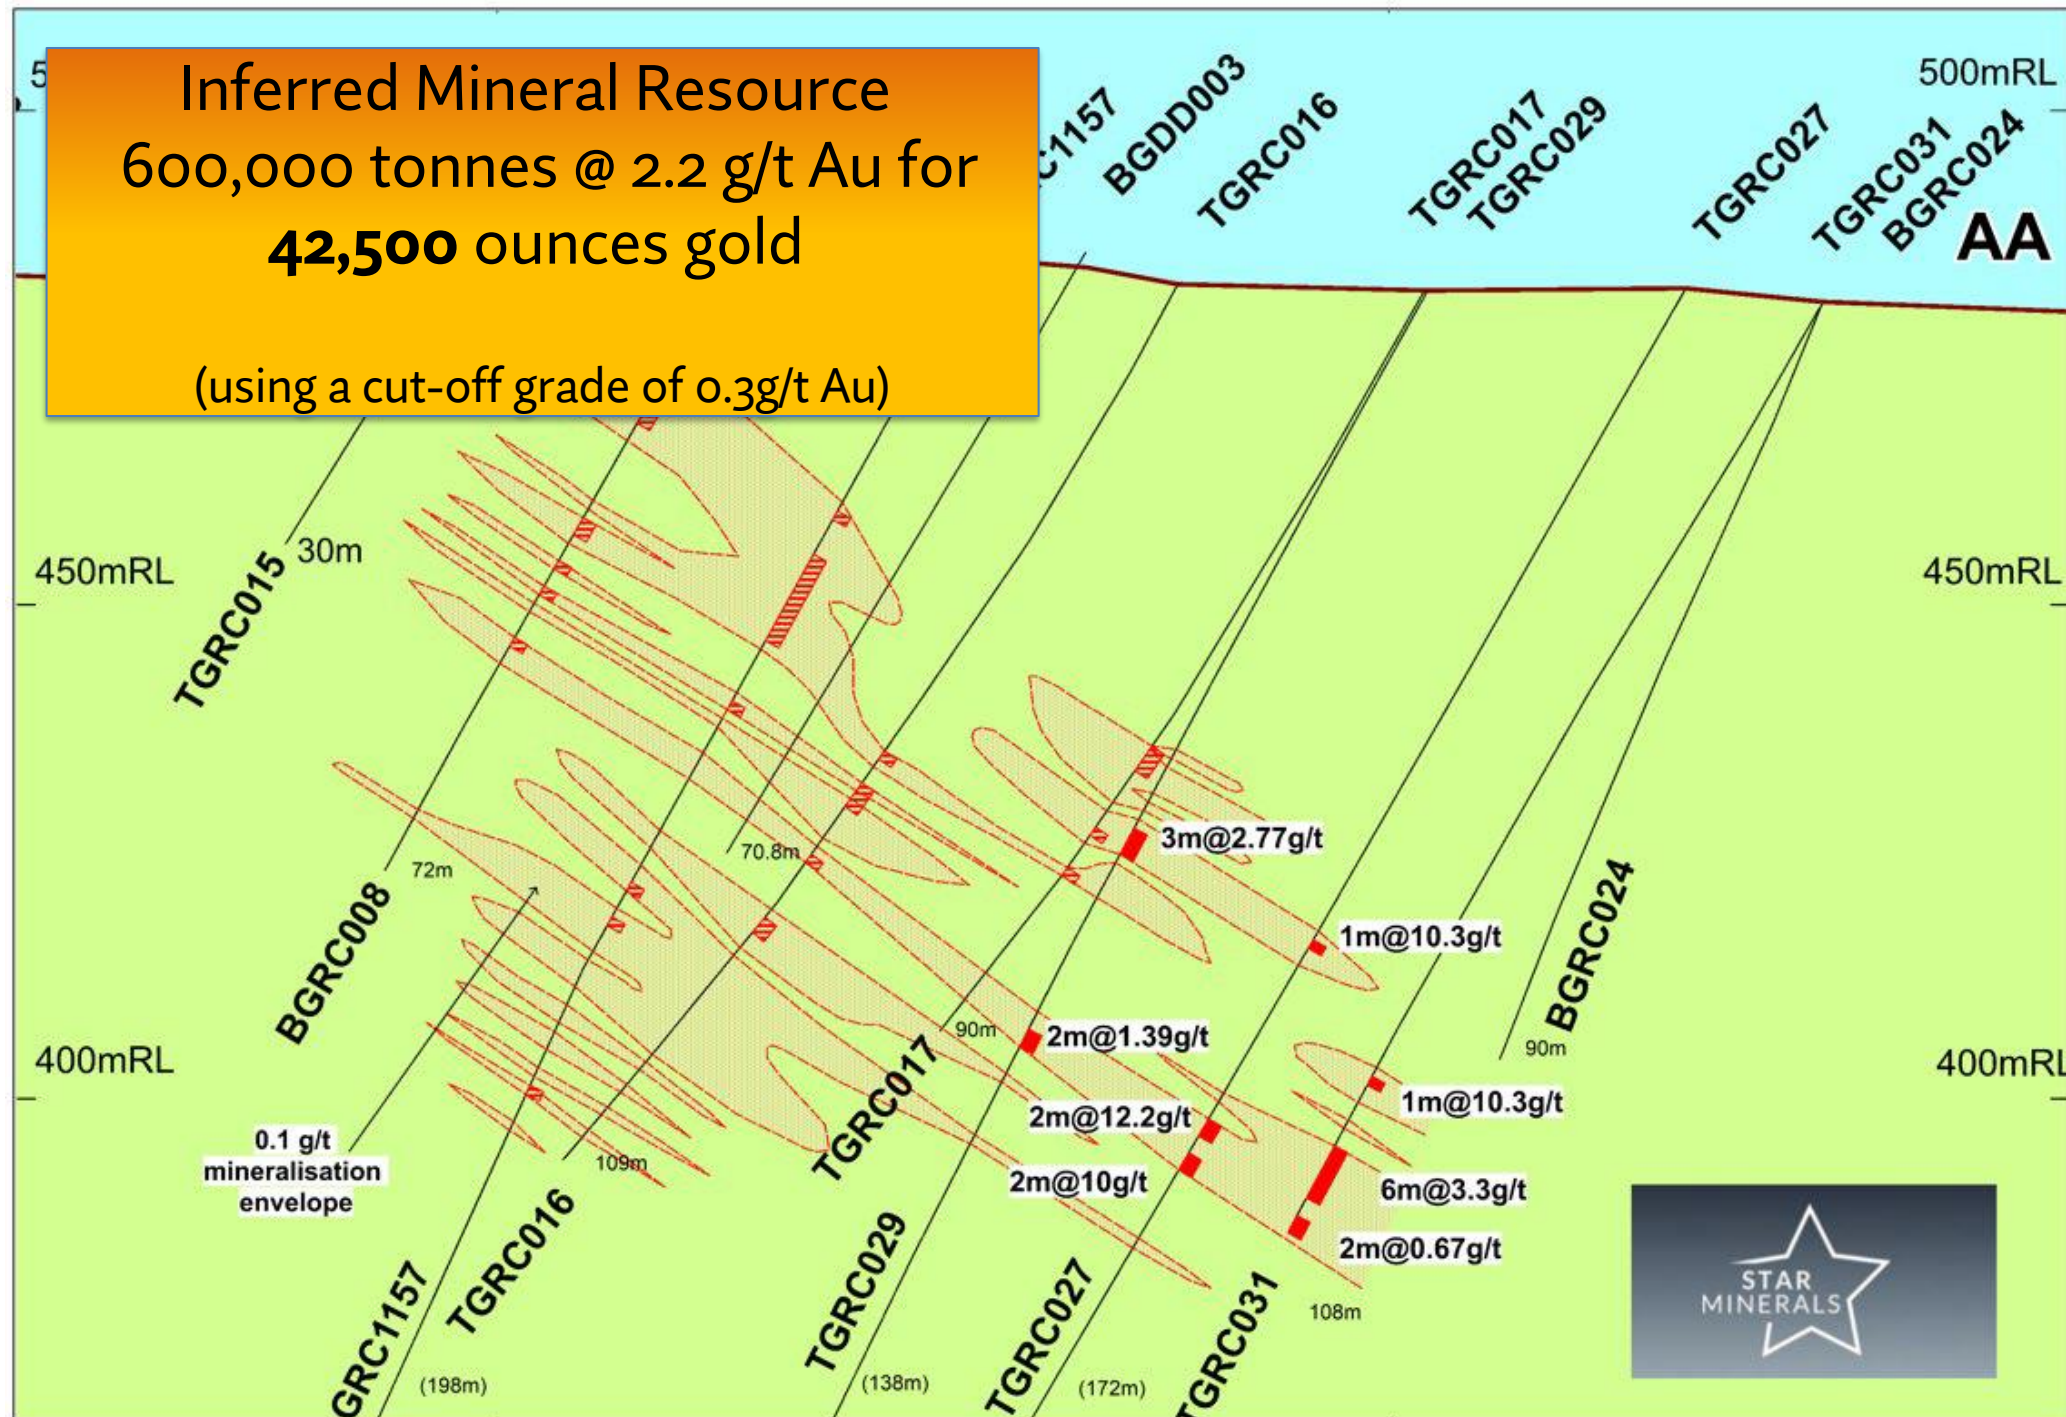 Inferred Mineral Resource
600,000 tonnes @ 2.2 g/t Au for
42,500 ounces gold
(using a cut-off grade of 0.3g/t Au)
500mRL
BGDD003
TGRC016
TGRC017
TGRC029
TGRC027
TGRC031
BGRC024
AA
450mRL
450mRL
TGRC015
30m
72m
70.8m
3m@2.77g/t
1m@10.3g/t
BGRC008
BGRC024
90m
90m
2m@1.39g/t
400mRL
TGRC017
1m@10.3g/t
2m@12.2g/t
0.1 g/t
mineralisation
envelope
109m
2m@10g/t
6m@3.3g/t
2m@0.67g/t
TGRC016
TGRC029
TGRC027
108m
(198m)
(138m)
(172m)
STAR
MINERALS